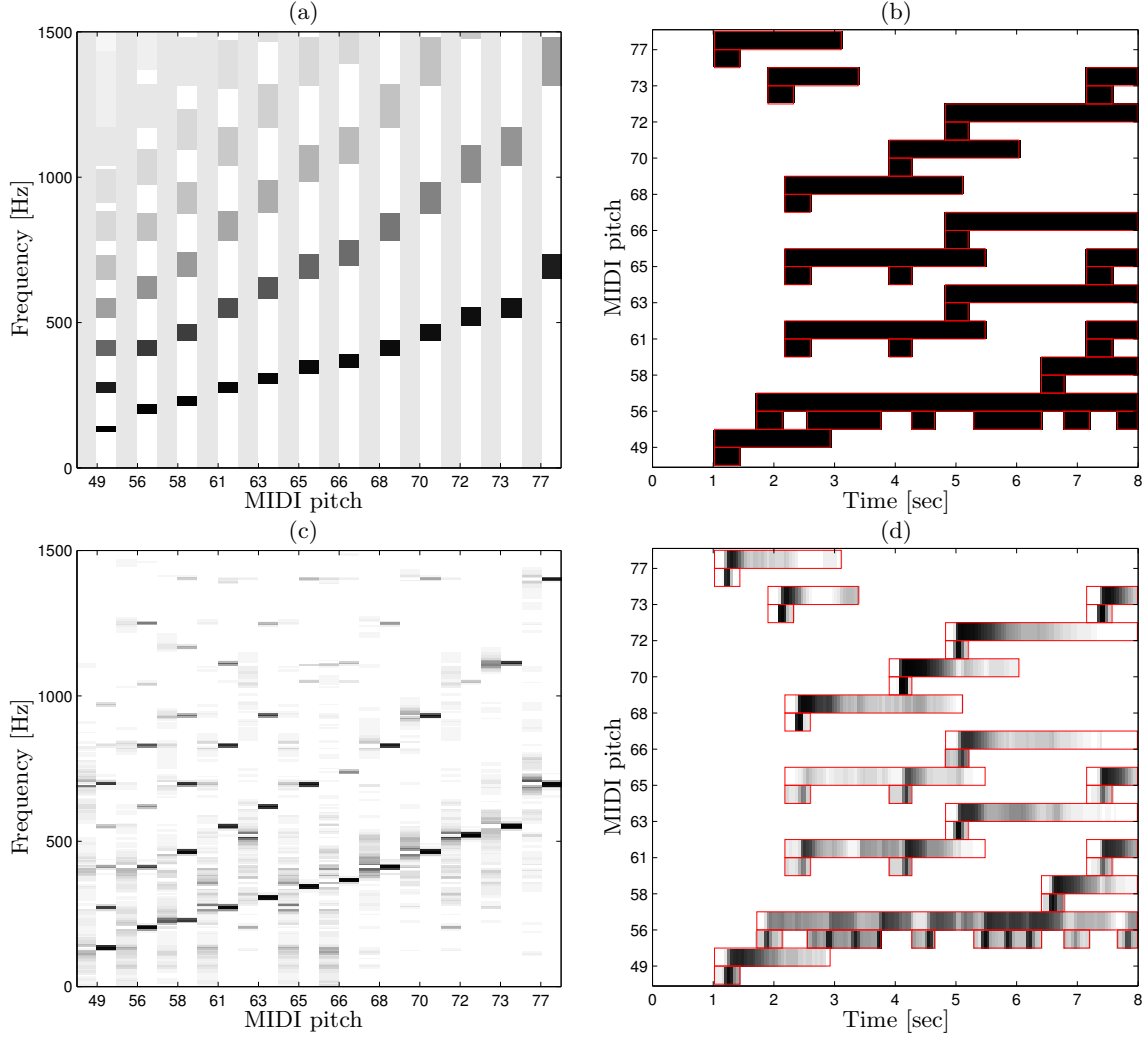 (a)
1500
1000
500
0
Frequency [Hz]
49 56 58 61 63 65 66 68 70 72 73 77
MIDI pitch
(b)
77
73
72
70
68
66
65
63
61
58
56
49
MIDI pitch
0 1 2 3 4 5 6 7 8
Time [sec]
(c)
1500
1000
500
0
Frequency [Hz]
49 56 58 61 63 65 66 68 70 72 73 77
MIDI pitch
(d)
77
73
72
70
68
66
65
63
61
58
56
49
MIDI pitch
0 1 2 3 4 5 6 7 8
Time [sec]